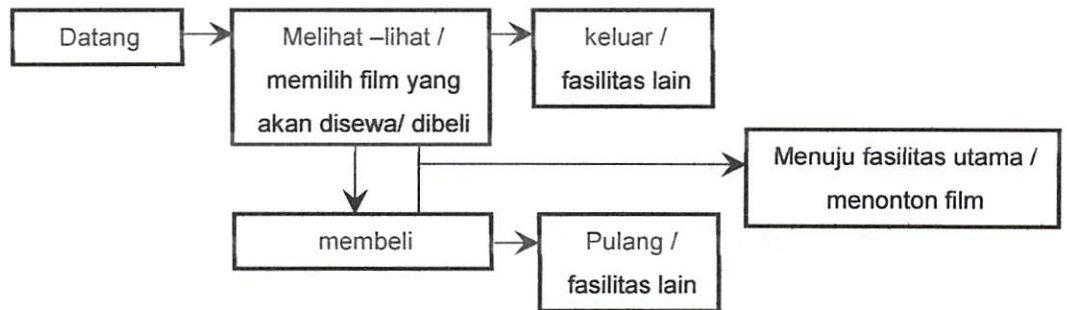 Datang
Melihat –lihat /
memilih film yang
akan disewa/ dibeli
keluar /
fasilitas lain
Menuju fasilitas utama /
menonton film
membeli
Pulang /
fasilitas lain